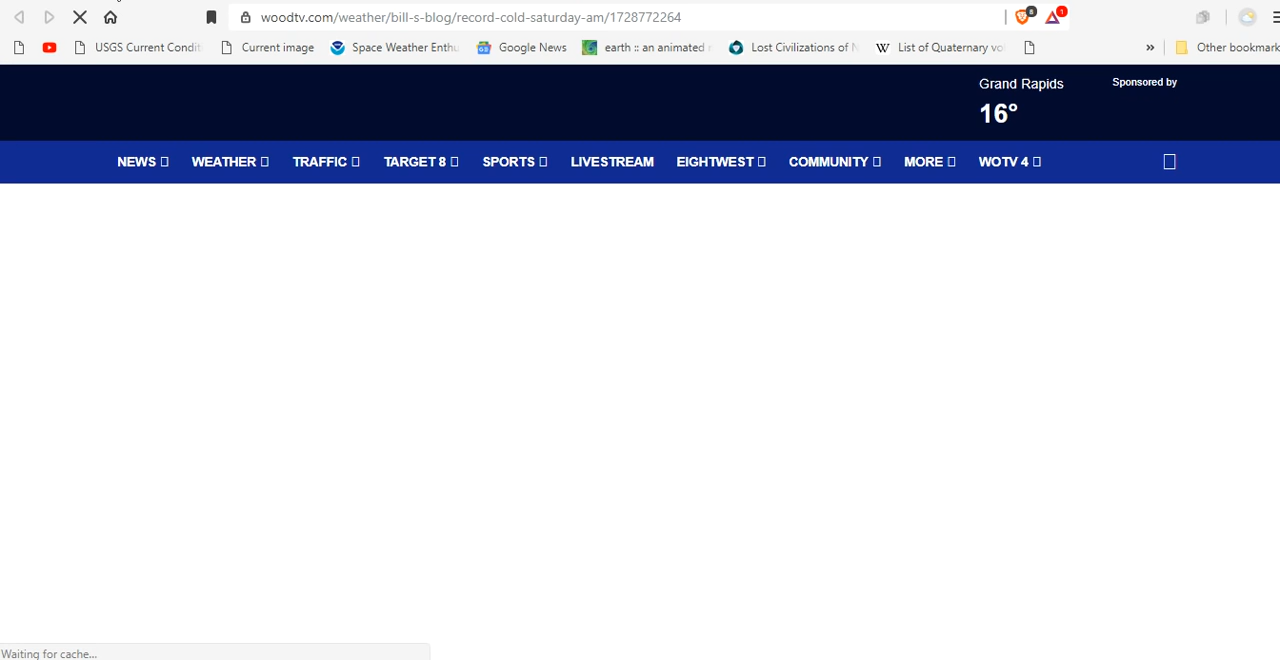 woodtv.com/weather/bill-s-blog/record-cold-saturday-am/1728772264
8
1
USGS Current Condit
Current image
Space Weather Enthu
Google News
earth :: an animated
Lost Civilizations of N
W
List of Quaternary vo
»
Other bookmark
Grand Rapids
Sponsored by
16°
NEWS WEATHER TRAFFIC TARGET 8 SPORTS LIVESTREAM EIGHTWEST COMMUNITY MORE WOTV 4
Waiting for cache...